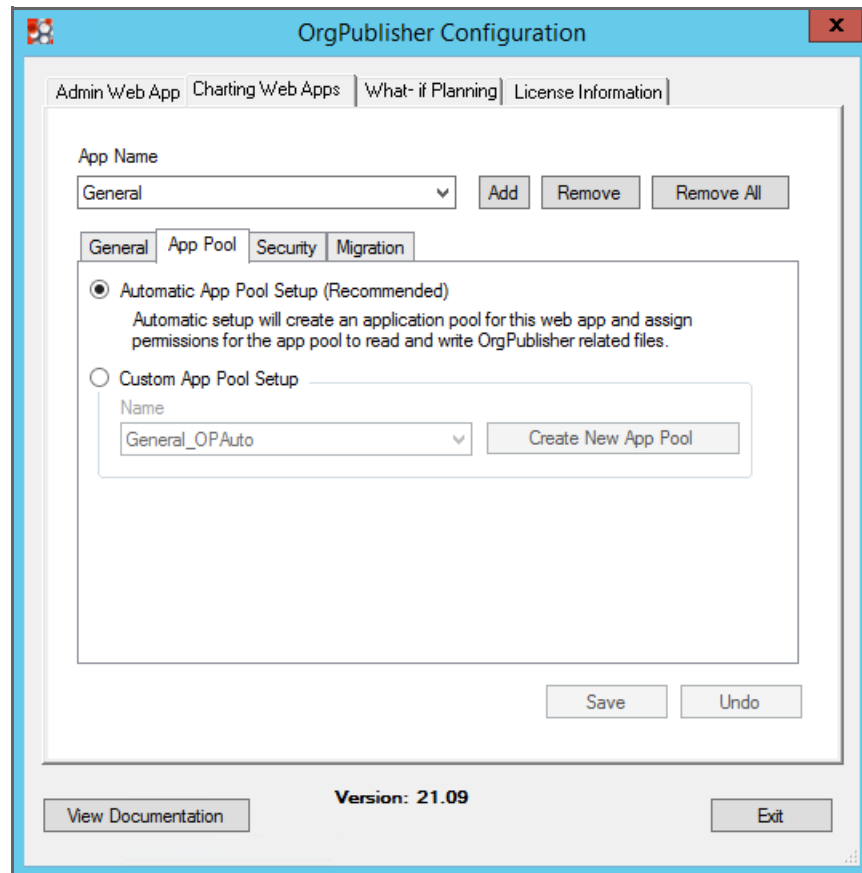 OrgPublisher Configuration
x
Admin Web App Charting Web Apps What- if Planning License Information
App Name
General Add Remove Remove All
General App Pool Security Migration
Automatic App Pool Setup (Recommended)
Automatic setup will create an application pool for this web app and assign
permissions for the app pool to read and write OrgPublisher related files.
Custom App Pool Setup
Name
General_OPAuto Create New App Pool
Save Undo
Version: 21.09
View Documentation Exit